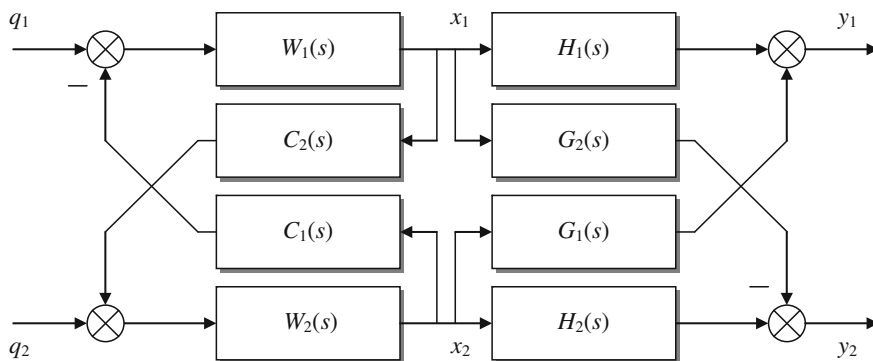 q₁ x₁ y₁
W₁(s) H₁(s)
−
C₂(s) G₂(s)
C₁(s) G₁(s)
−
W₂(s) H₂(s)
q₂ x₂ y₂